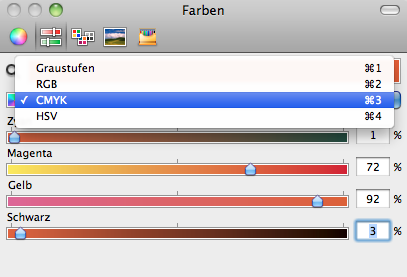 Farben
Graustufen ⌘1
RGB ⌘2
✓ CMYK ⌘3
HSV ⌘4
1 %
Magenta
72 %
Gelb
92 %
Schwarz
3 %